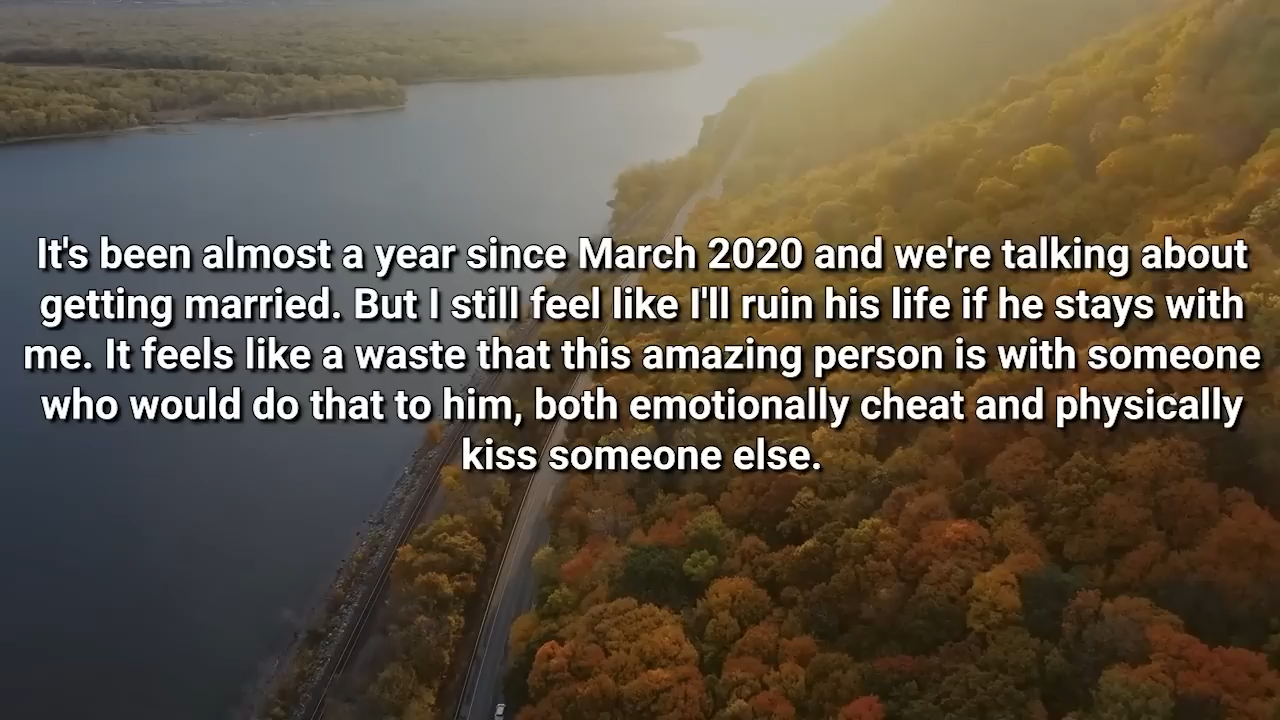 It's been almost a year since March 2020 and we're talking about
getting married. But I still feel like I'll ruin his life if he stays with
me. It feels like a waste that this amazing person is with someone
who would do that to him, both emotionally cheat and physically
kiss someone else.